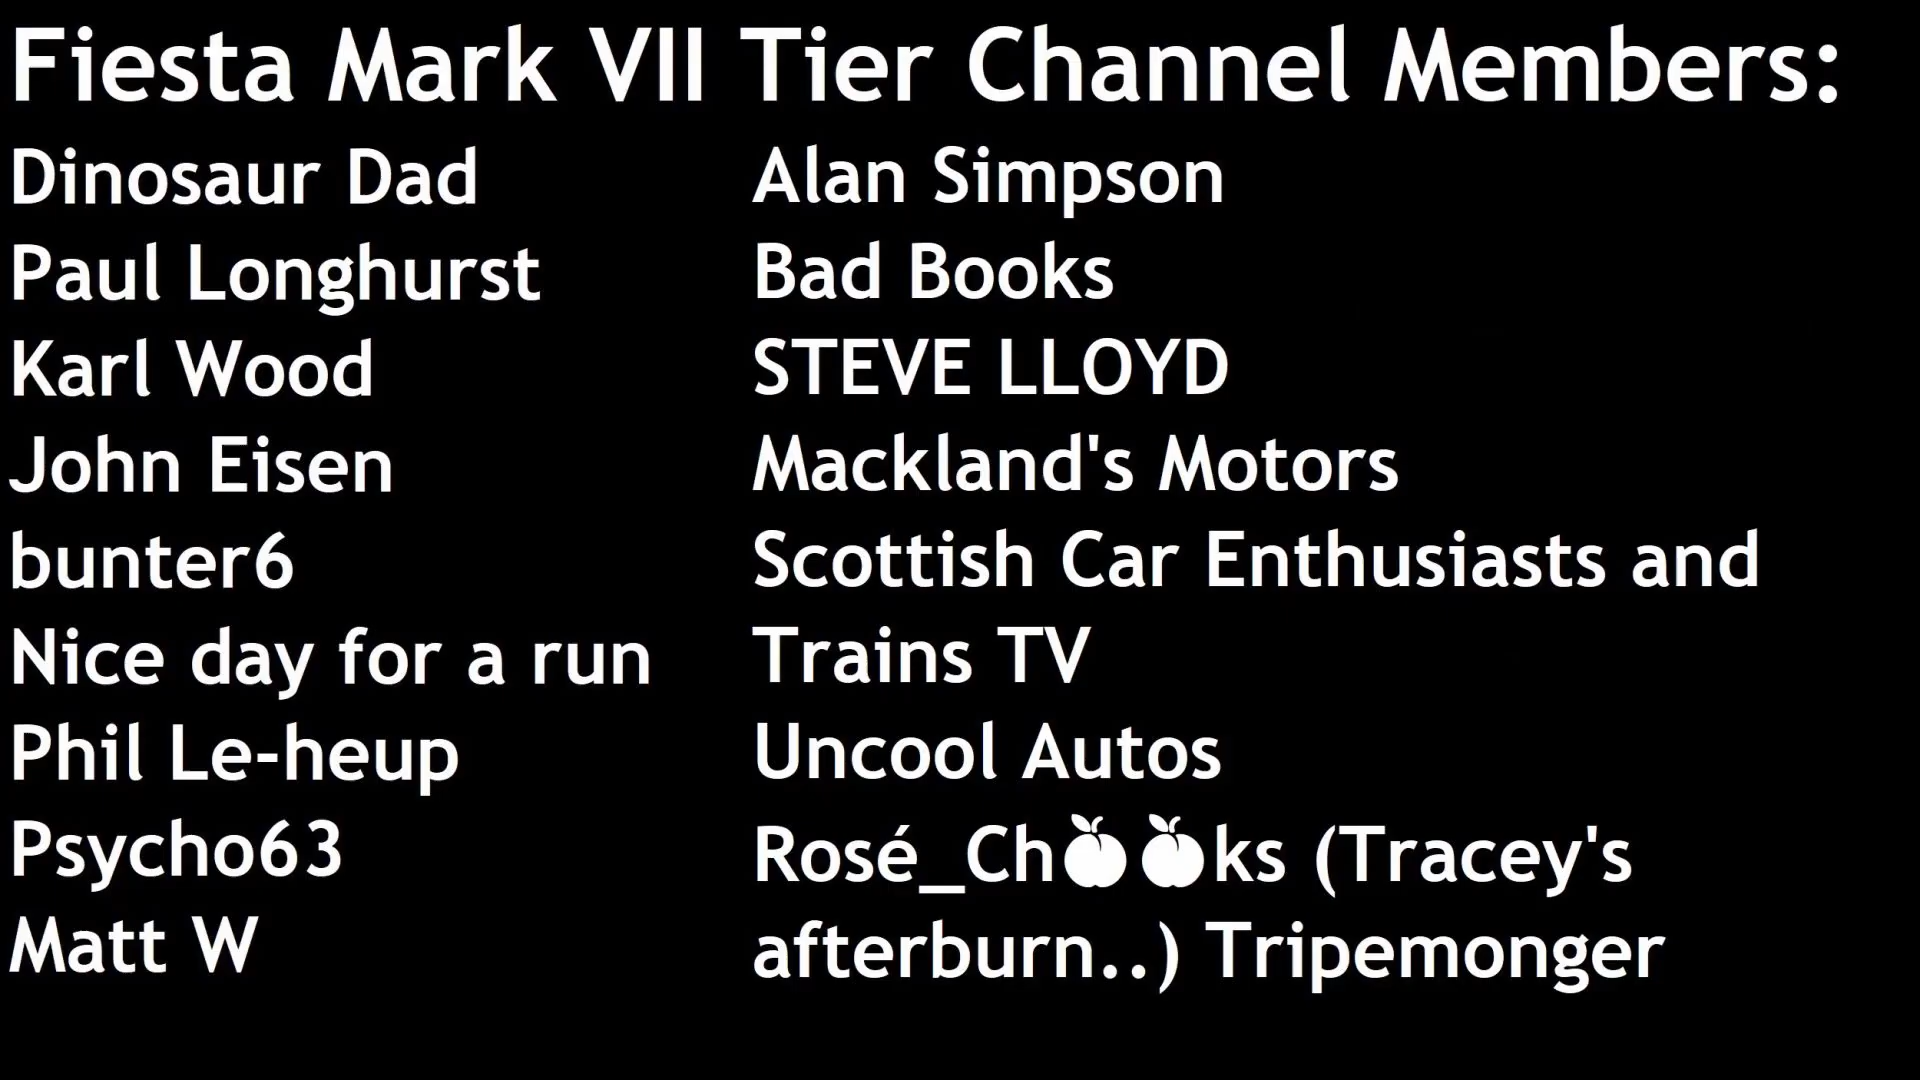 Fiesta Mark VII Tier Channel Members:
Dinosaur Dad
Paul Longhurst
Karl Wood
John Eisen
bunter6
Nice day for a run
Phil Le-heup
Psycho63
Matt W
Alan Simpson
Bad Books
STEVE LLOYD
Mackland's Motors
Scottish Car Enthusiasts and
Trains TV
Uncool Autos
Rosé_Ch🍑🍑ks (Tracey's
afterburn..) Tripemonger